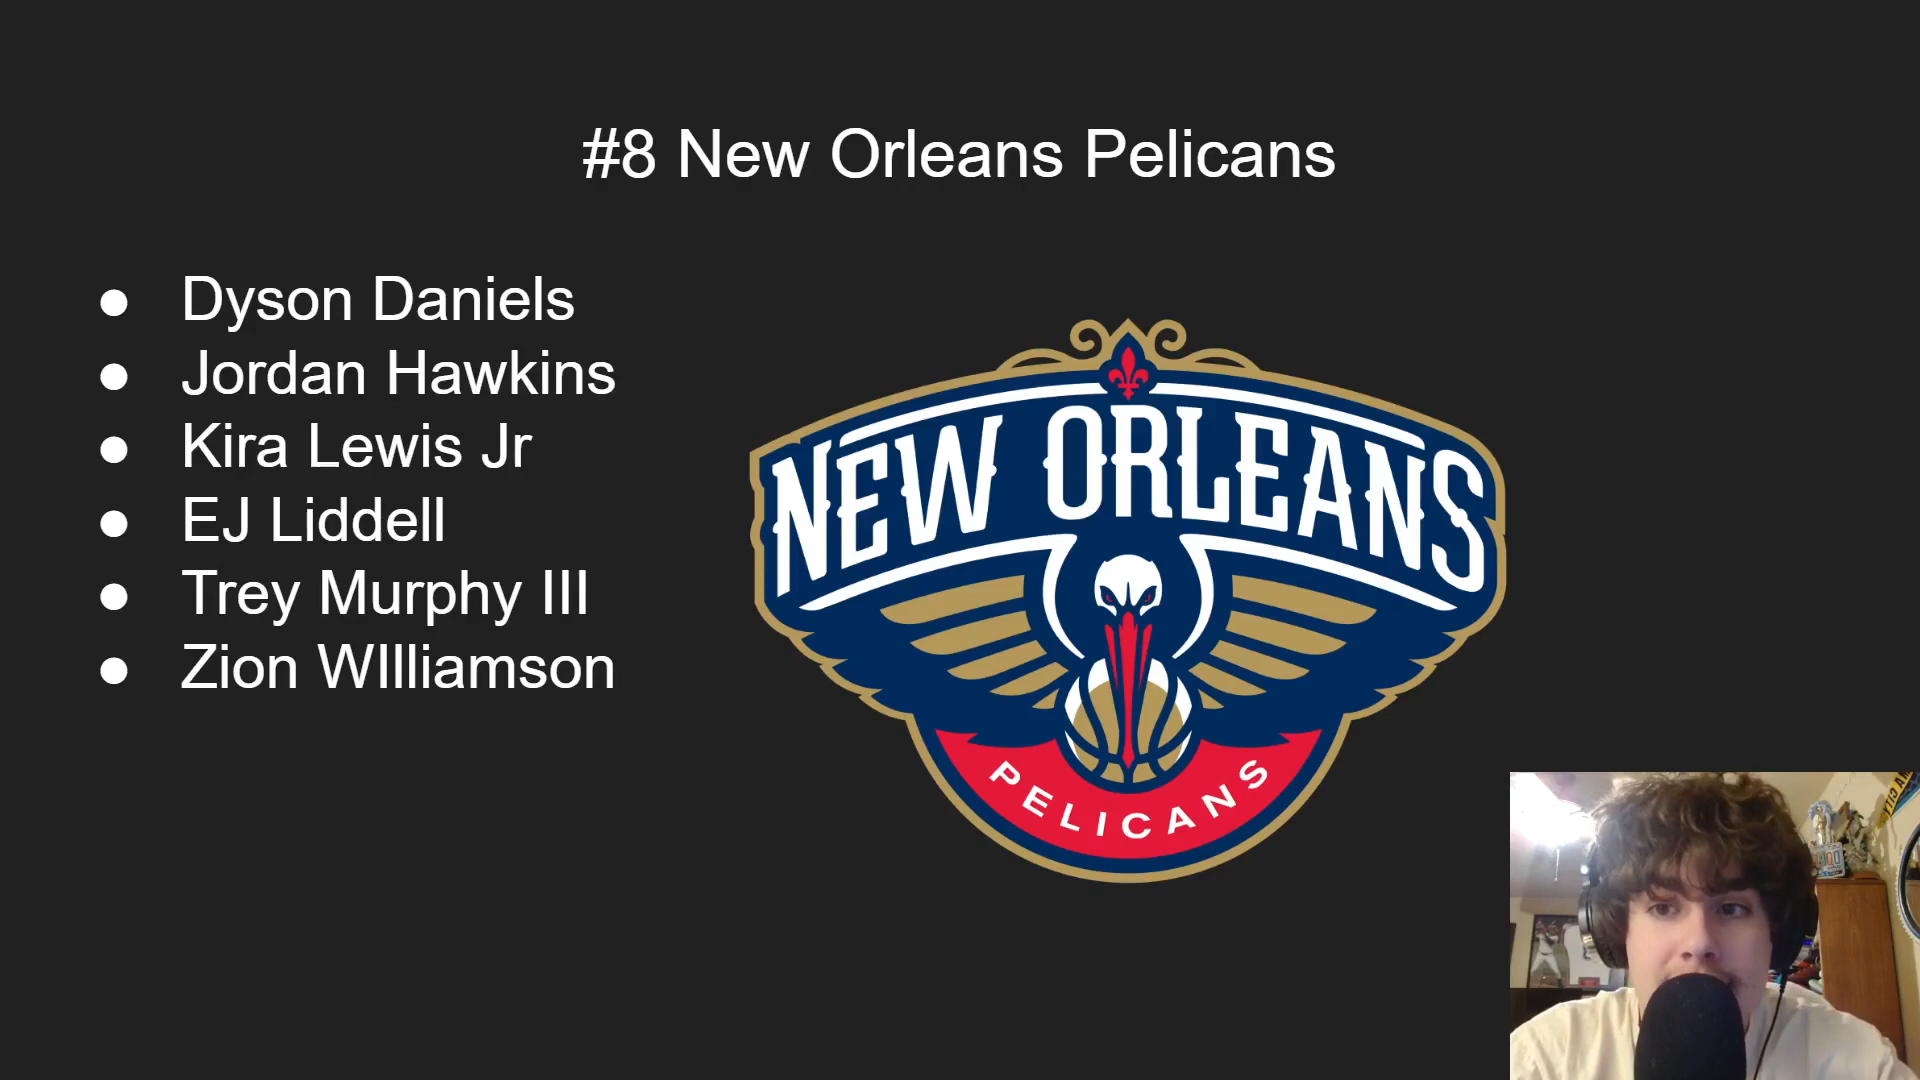 #8 New Orleans Pelicans
● Dyson Daniels
● Jordan Hawkins
● Kira Lewis Jr
● EJ Liddell
● Trey Murphy III
● Zion WIlliamson
NEW ORLEANS
PELICANS